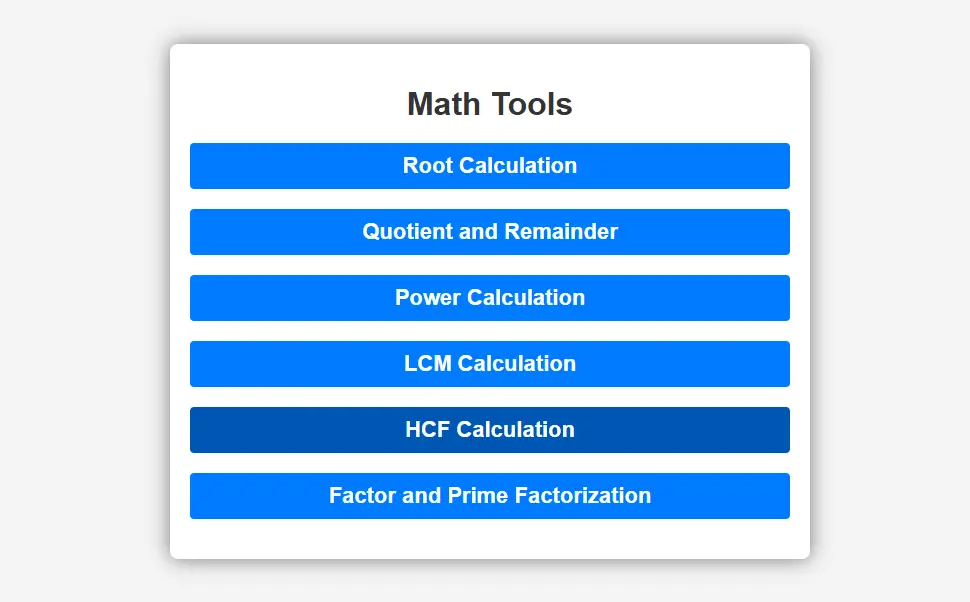 Math Tools
Root Calculation
Quotient and Remainder
Power Calculation
LCM Calculation
HCF Calculation
Factor and Prime Factorization